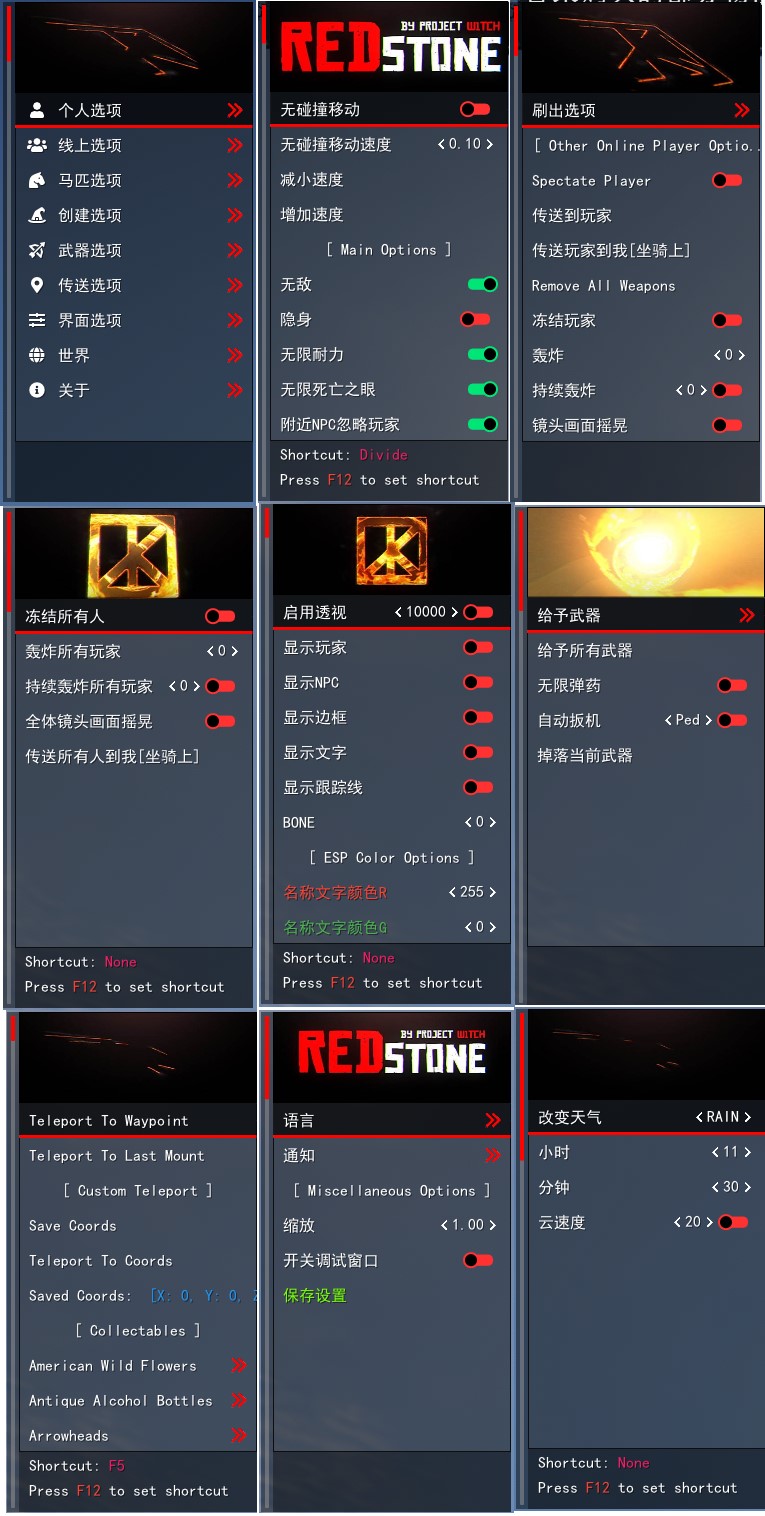 个人选项
线上选项
马匹选项
创建选项
武器选项
传送选项
界面选项
世界
关于
BY PROJECT WITCH
REDSTONE
无碰撞移动
无碰撞移动速度 <0.10>
减小速度
增加速度
[ Main Options ]
无敌
隐身
无限耐力
无限死亡之眼
附近NPC忽略玩家
Shortcut: Divide
Press F12 to set shortcut
刷出选项
[ Other Online Player Optio..
Spectate Player
传送到玩家
传送玩家到我[坐骑上]
Remove All Weapons
冻结玩家
轰炸 <0>
持续轰炸 <0>
镜头画面摇晃
冻结所有人
轰炸所有玩家 <0>
持续轰炸所有玩家 <0>
全体镜头画面摇晃
传送所有人到我[坐骑上]
Shortcut: None
Press F12 to set shortcut
启用透视 <10000>
显示玩家
显示NPC
显示边框
显示文字
显示跟踪线
BONE <0>
[ ESP Color Options ]
名称文字颜色R <255>
名称文字颜色G <0>
Shortcut: None
Press F12 to set shortcut
给予武器
给予所有武器
无限弹药
自动扳机 <Ped>
掉落当前武器
Teleport To Waypoint
Teleport To Last Mount
[ Custom Teleport ]
Save Coords
Teleport To Coords
Saved Coords: [X: 0, Y: 0, Z
[ Collectables ]
American Wild Flowers
Antique Alcohol Bottles
Arrowheads
Shortcut: F5
Press F12 to set shortcut
BY PROJECT WITCH
REDSTONE
语言
通知
[ Miscellaneous Options ]
缩放 <1.00>
开关调试窗口
保存设置
改变天气 <RAIN>
小时 <11>
分钟 <30>
云速度 <20>
Shortcut: None
Press F12 to set shortcut